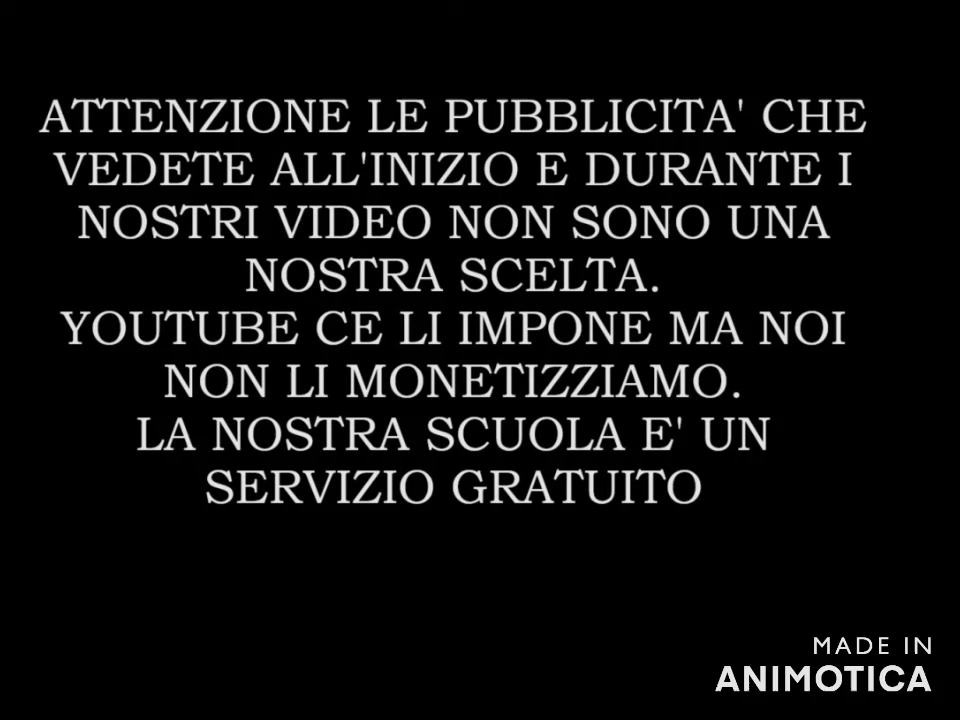 ATTENZIONE LE PUBBLICITA' CHE
VEDETE ALL'INIZIO E DURANTE I
NOSTRI VIDEO NON SONO UNA
NOSTRA SCELTA.
YOUTUBE CE LI IMPONE MA NOI
NON LI MONETIZZIAMO.
LA NOSTRA SCUOLA E' UN
SERVIZIO GRATUITO
MADE IN
ANIMOTICA